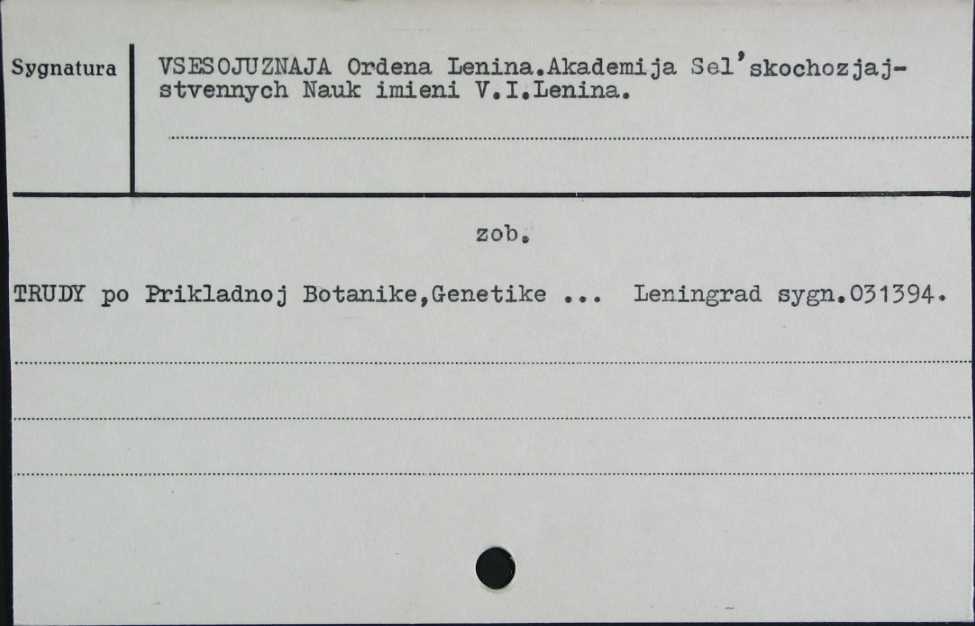 Sygnatura
VSESOJUZNAJA Ordena Lenina.Akademija Sel'skochozjaj-
stvennych Nauk imieni V.I.Lenina.
zob.
TRUDY po Prikladnoj Botanike,Genetike ... Leningrad sygn.031394.